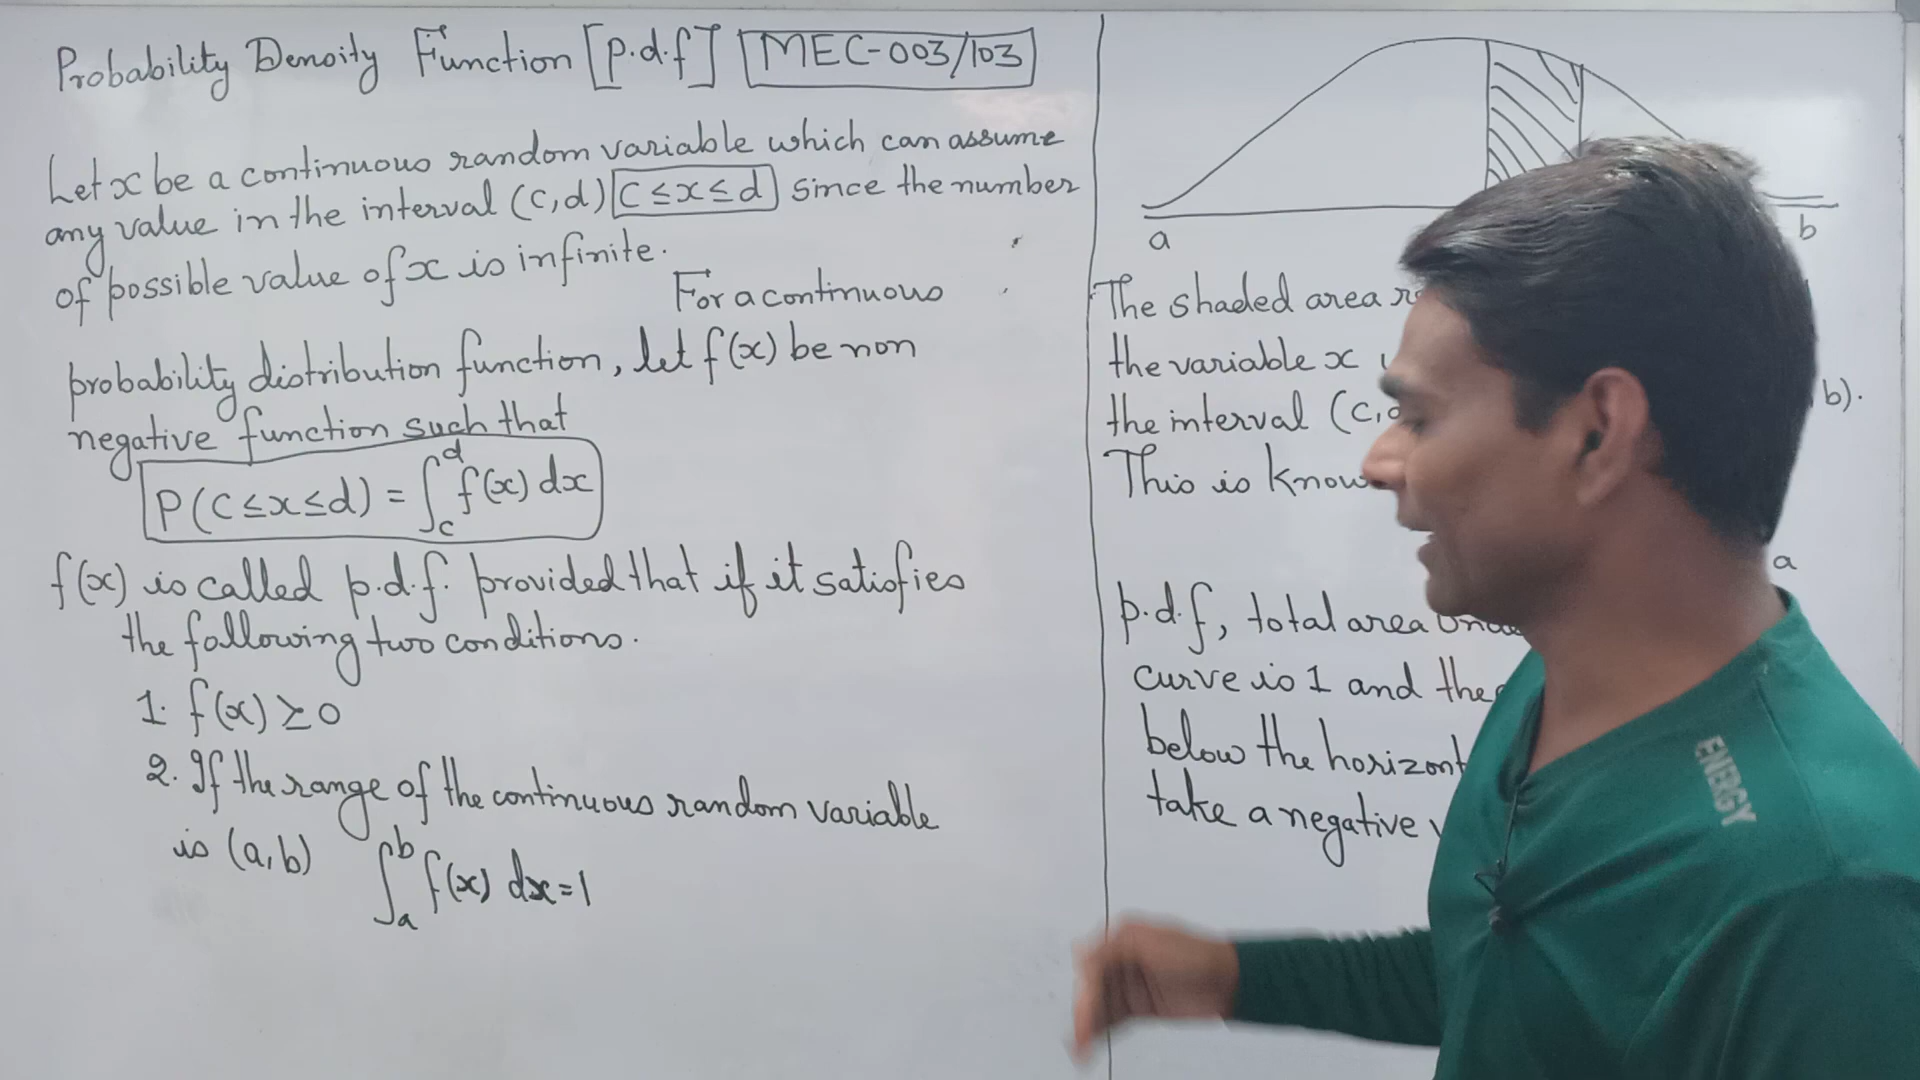 Probability Density Function [p.d.f] MEC-003/103
Let x be a continuous random variable which can assume
any value in the interval (c,d) c≤x≤d since the number
of possible value of x is infinite.
For a continuous
probability distribution function, let f(x) be non
negative function such that
P(c≤x≤d) = ∫_c^d f(x) dx
f(x) is called p.d.f. provided that if it satisfies
the following two conditions.
1. f(x) ≥ 0
2. If the range of the continuous random variable
is (a,b) ∫_a^b f(x) dx = 1
a b
The shaded area
the variable x
the interval (c, b).
This is
a
p.d.f, total area
curve is 1 and the
below the
take a negative
ENERGY